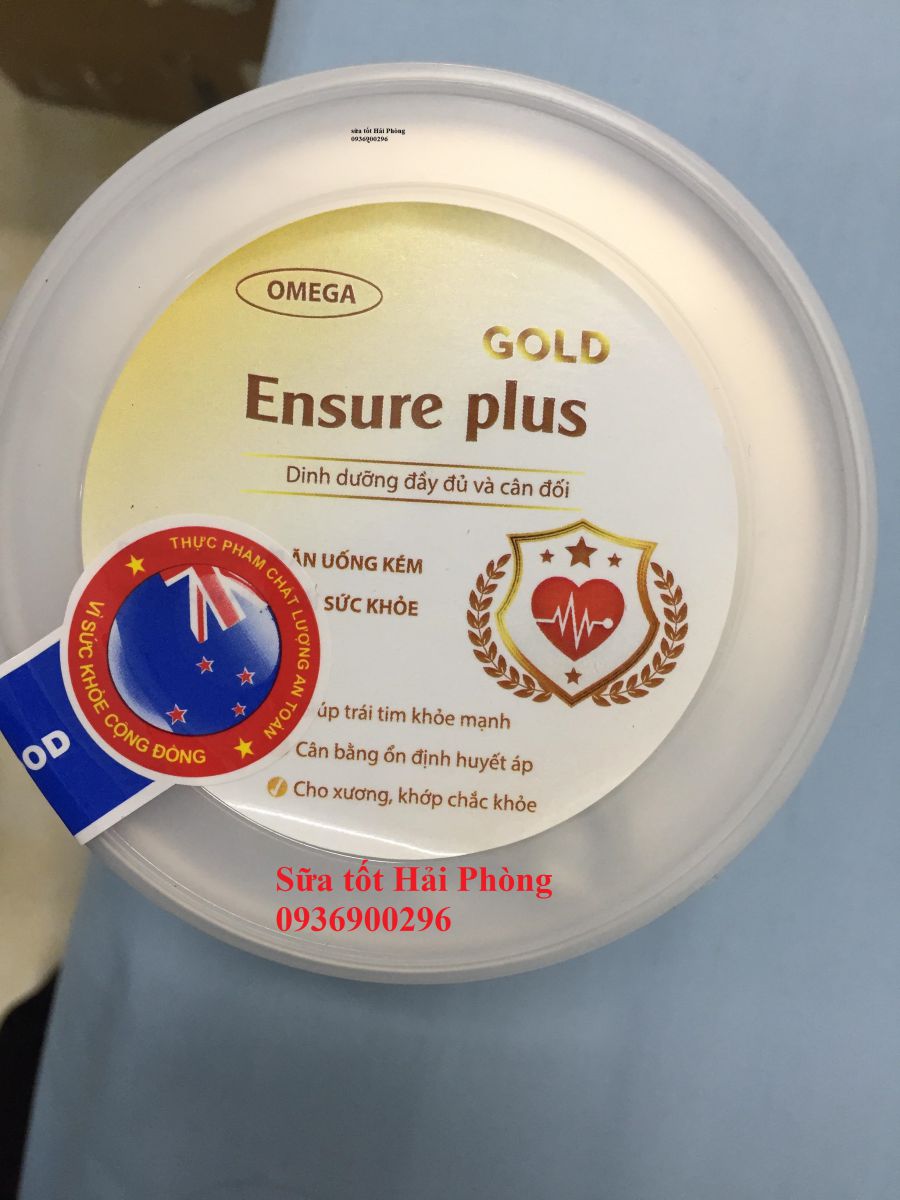 sữa tốt Hải Phòng
0936900296
OMEGA
GOLD
Ensure plus
Dinh dưỡng đầy đủ và cân đối
ĂN UỐNG KÉM
SỨC KHỎE
THỰC PHẨM CHẤT LƯỢNG AN TOÀN
VÌ SỨC KHỎE CỘNG ĐỒNG
OD
úp trái tim khỏe mạnh
Cân bằng ổn định huyết áp
Cho xương, khớp chắc khỏe
Sữa tốt Hải Phòng
0936900296